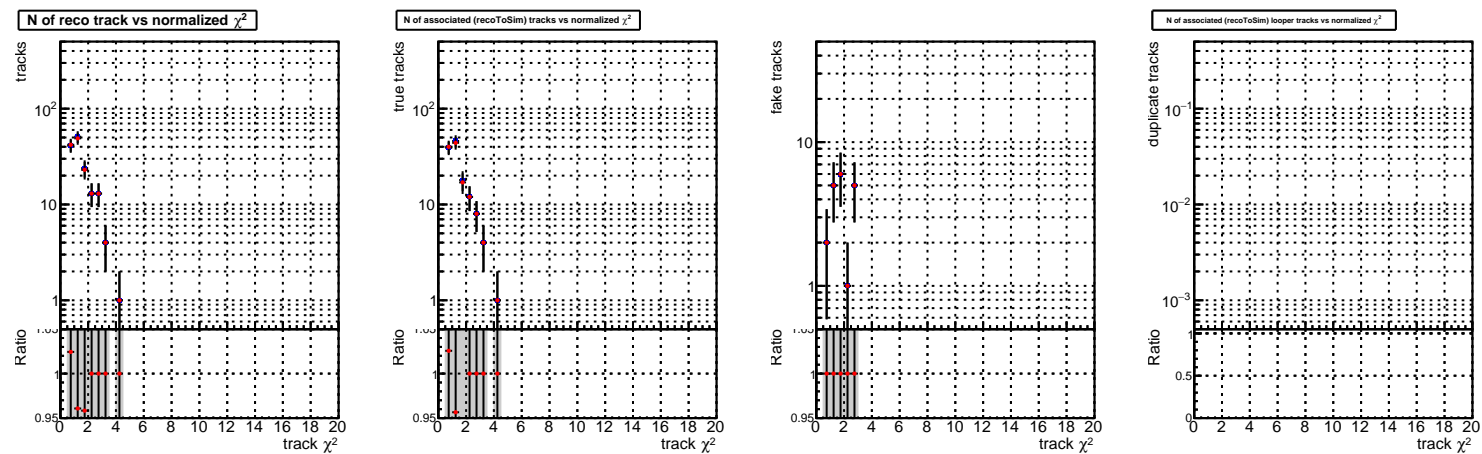 N of reco track vs normalized χ²
tracks
10²
10
1
Ratio
1.05
1
0.95
0 2 4 6 8 10 12 14 16 18 20
track χ²
N of associated (recoToSim) tracks vs normalized χ²
true tracks
10²
10
1
Ratio
1.05
1
0.95
0 2 4 6 8 10 12 14 16 18 20
track χ²
fake tracks
10
1
Ratio
1.05
1
0.95
0 2 4 6 8 10 12 14 16 18 20
track χ²
N of associated (recoToSim) looper tracks vs normalized χ²
duplicate tracks
10⁻¹
10⁻²
10⁻³
Ratio
1
0.5
0
0 2 4 6 8 10 12 14 16 18 20
track χ²